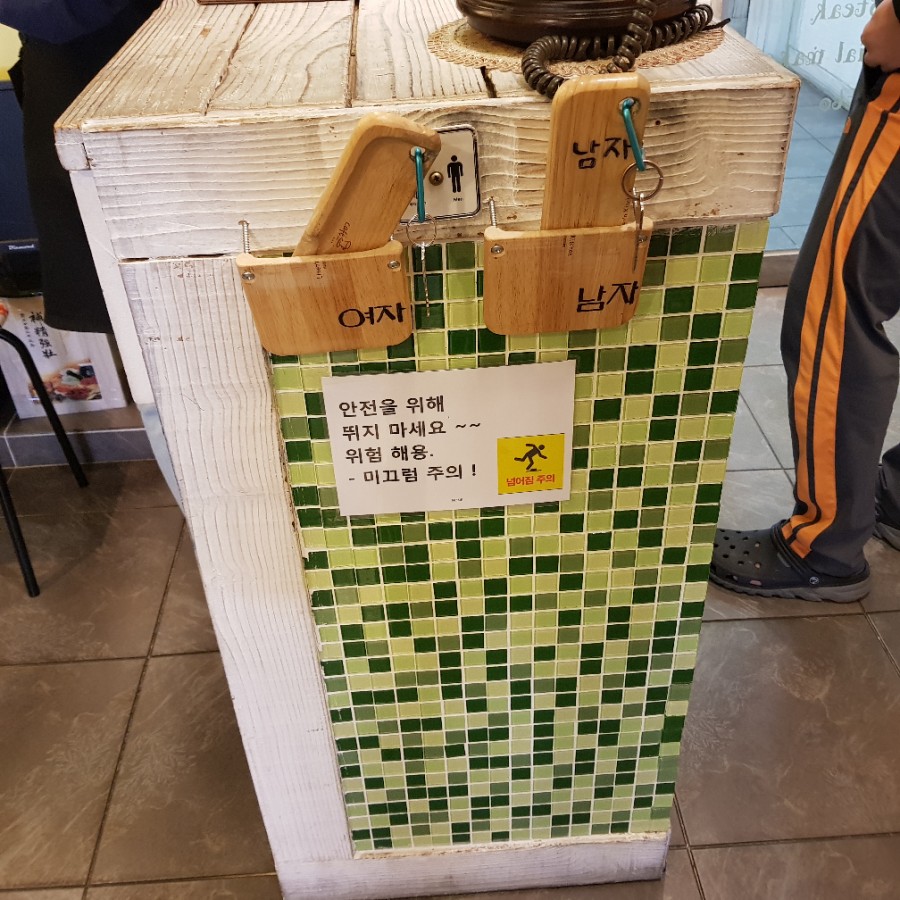 Steak
남자
여자
남자
안전을 위해
뛰지 마세요 ~~
위험 해용.
- 미끄럼 주의 !
넘어짐 주의